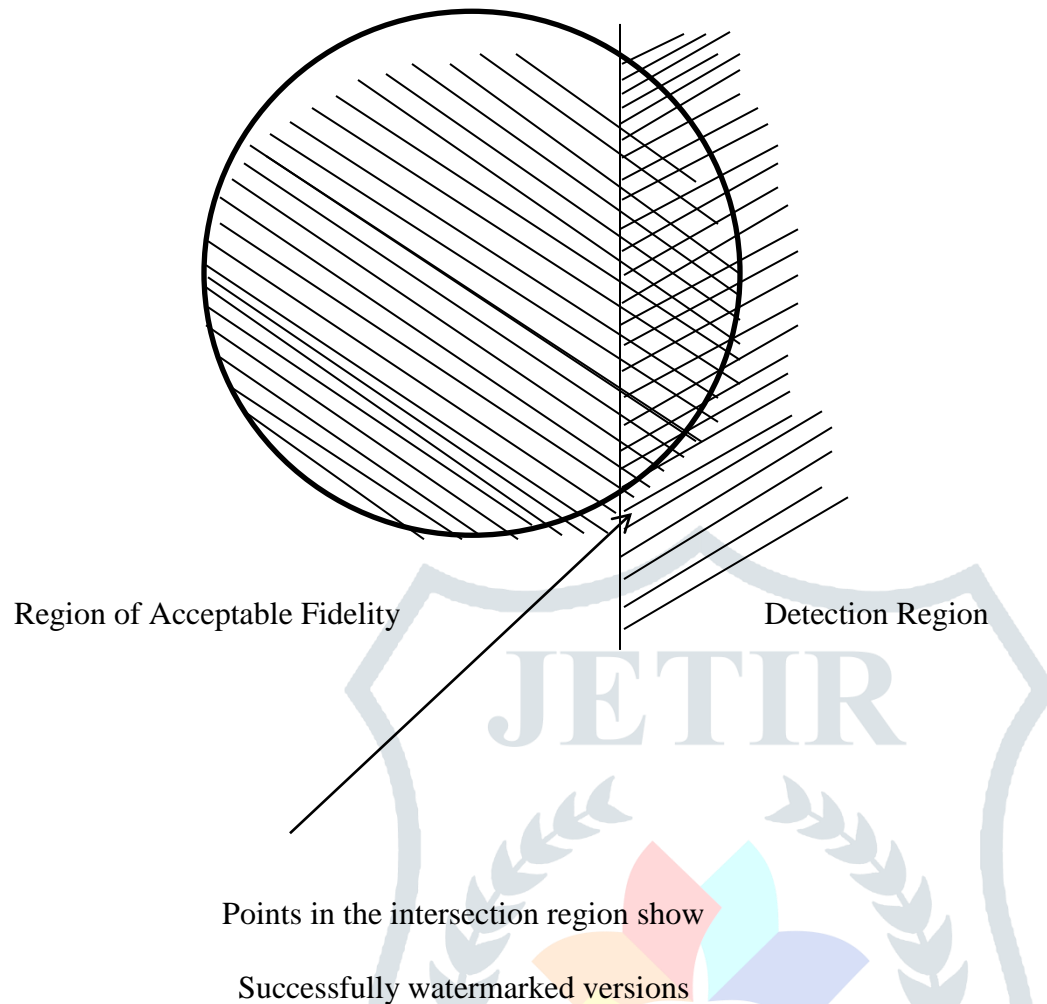 Region of Acceptable Fidelity
Detection Region
JETIR
Points in the intersection region show
Successfully watermarked versions